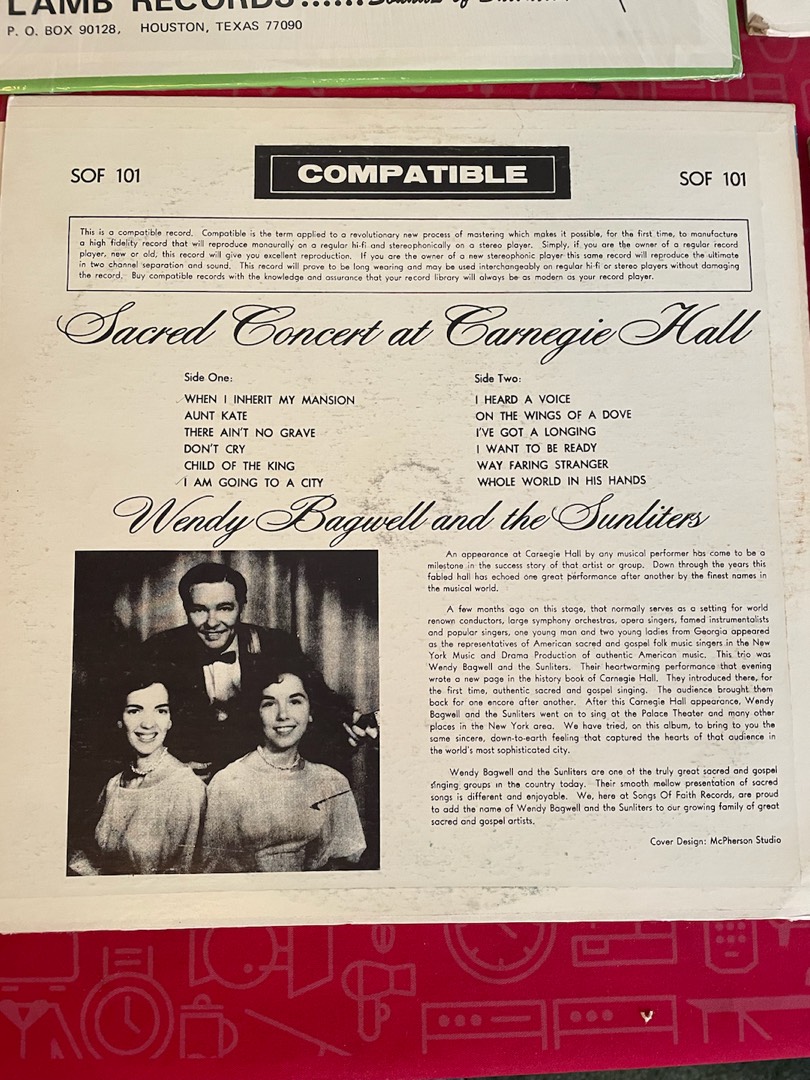 LAMB RECORDS
P. O. BOX 90128, HOUSTON, TEXAS 77090
SOF 101
COMPATIBLE
SOF 101
This is a compatible record. Compatible is the term applied to a revolutionary new process of mastering which makes it possible, for the first time, to manufacture
a high fidelity record that will reproduce monaurally on a regular hi-fi and stereophonically on a stereo player. Simply, if you are the owner of a regular record
player, new or old, this record will give you excellent reproduction. If you are the owner of a new stereophonic player this same record will reproduce the ultimate
in two channel separation and sound. This record will prove to be long wearing and may be used interchangeably on regular hi-fi or stereo players without damaging
the record. Buy compatible records with the knowledge and assurance that your record library will always be as modern as your record player.
Sacred Concert at Carnegie Hall
Side One:
WHEN I INHERIT MY MANSION
AUNT KATE
THERE AIN'T NO GRAVE
DON'T CRY
CHILD OF THE KING
I AM GOING TO A CITY
Side Two:
I HEARD A VOICE
ON THE WINGS OF A DOVE
I'VE GOT A LONGING
I WANT TO BE READY
WAY FARING STRANGER
WHOLE WORLD IN HIS HANDS
Wendy Bagwell and the Sunliters
An appearance at Carnegie Hall by any musical performer has come to be a
milestone in the success story of that artist or group. Down through the years this
fabled hall has echoed one great performance after another by the finest names in
the musical world.
A few months ago on this stage, that normally serves as a setting for world
renown conductors, large symphony orchestras, opera singers, famed instrumentalists
and popular singers, one young man and two young ladies from Georgia appeared
as the representatives of American sacred and gospel folk music singers in the New
York Music and Drama Production of authentic American music. This trio was
Wendy Bagwell and the Sunliters. Their heartwarming performance that evening
wrote a new page in the history book of Carnegie Hall. They introduced there, for
the first time, authentic sacred and gospel singing. The audience brought them
back for one encore after another. After this Carnegie Hall appearance, Wendy
Bagwell and the Sunliters went on to sing at the Palace Theater and many other
places in the New York area. We have tried, on this album, to bring to you the
same sincere, down-to-earth feeling that captured the hearts of that audience in
the world's most sophisticated city.
Wendy Bagwell and the Sunliters are one of the truly great sacred and gospel
singing groups in the country today. Their smooth mellow presentation of sacred
songs is different and enjoyable. We, here at Songs Of Faith Records, are proud
to add the name of Wendy Bagwell and the Sunliters to our growing family of great
sacred and gospel artists.
Cover Design: McPherson Studio